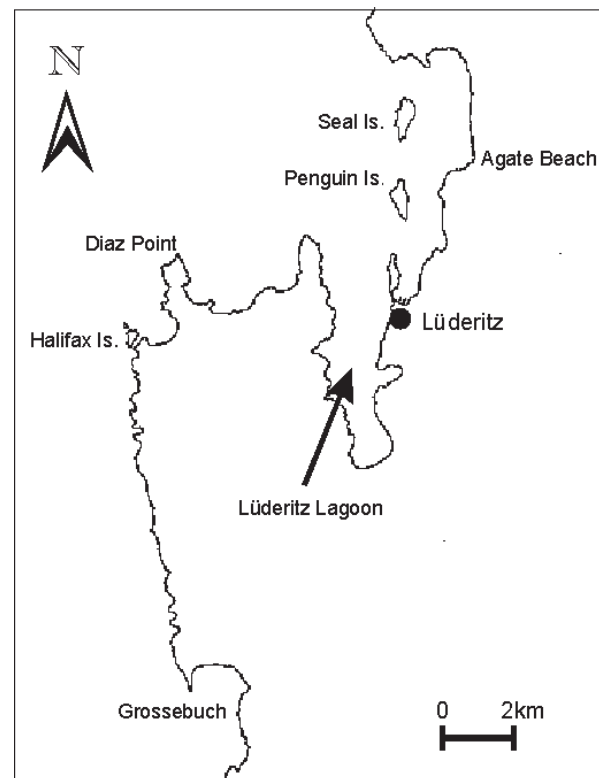 N
Seal Is.
Agate Beach
Penguin Is.
Diaz Point
Lüderitz
Halifax Is.
Lüderitz Lagoon
Grossebuch
0 2km